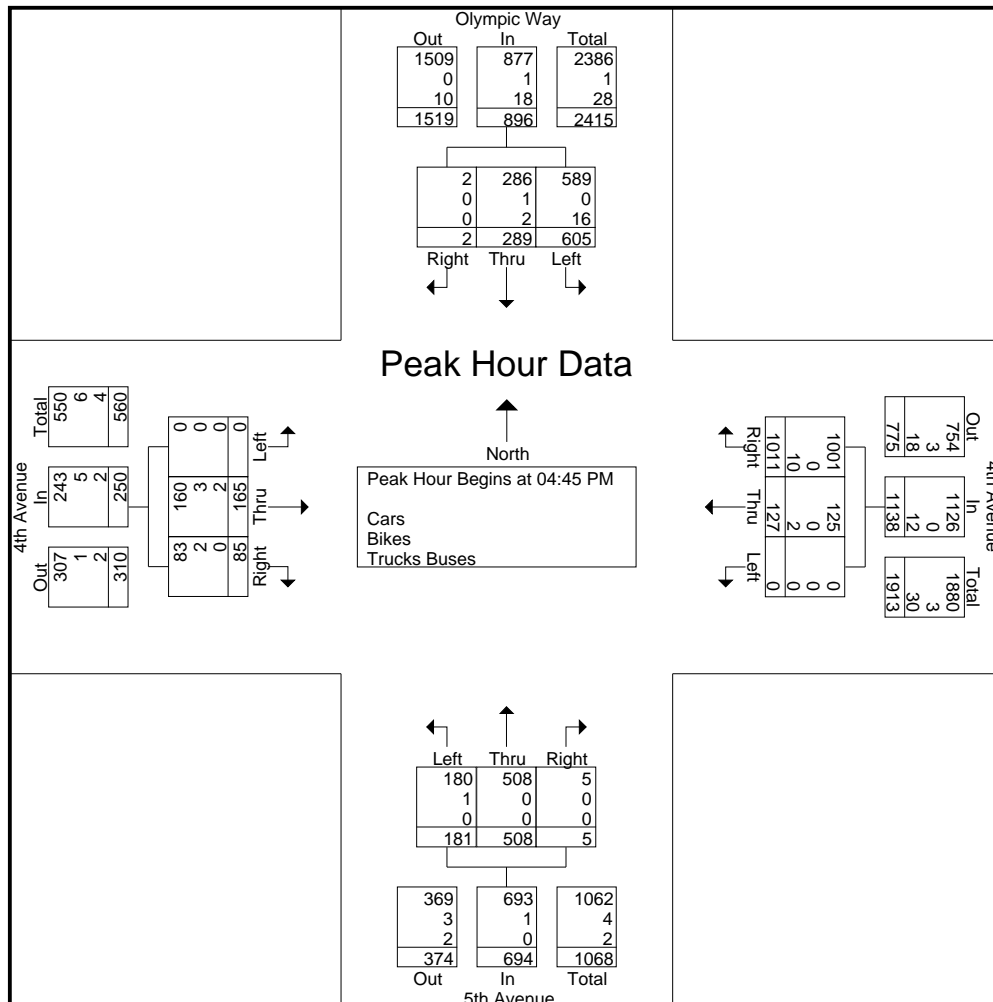 Olympic Way
Out In Total
1509 877 2386
0 1 1
10 18 28
1519 896 2415
2 286 589
0 1 0
0 2 16
2 289 605
Right Thru Left
Peak Hour Data
North
Peak Hour Begins at 04:45 PM
Cars
Bikes
Trucks Buses
4th Avenue
Out In Total
307 243 550
1 5 6
2 2 4
310 250 560
83 160 0
2 3 0
0 2 0
85 165 0
Right Thru Left
4th Avenue
Out In Total
754 1126 1880
3 0 3
18 12 30
775 1138 1913
1001 125 0
0 0 0
10 2 0
1011 127 0
Right Thru Left
Left Thru Right
180 508 5
1 0 0
0 0 0
181 508 5
369 693 1062
3 1 4
2 0 2
374 694 1068
Out In Total
5th Avenue